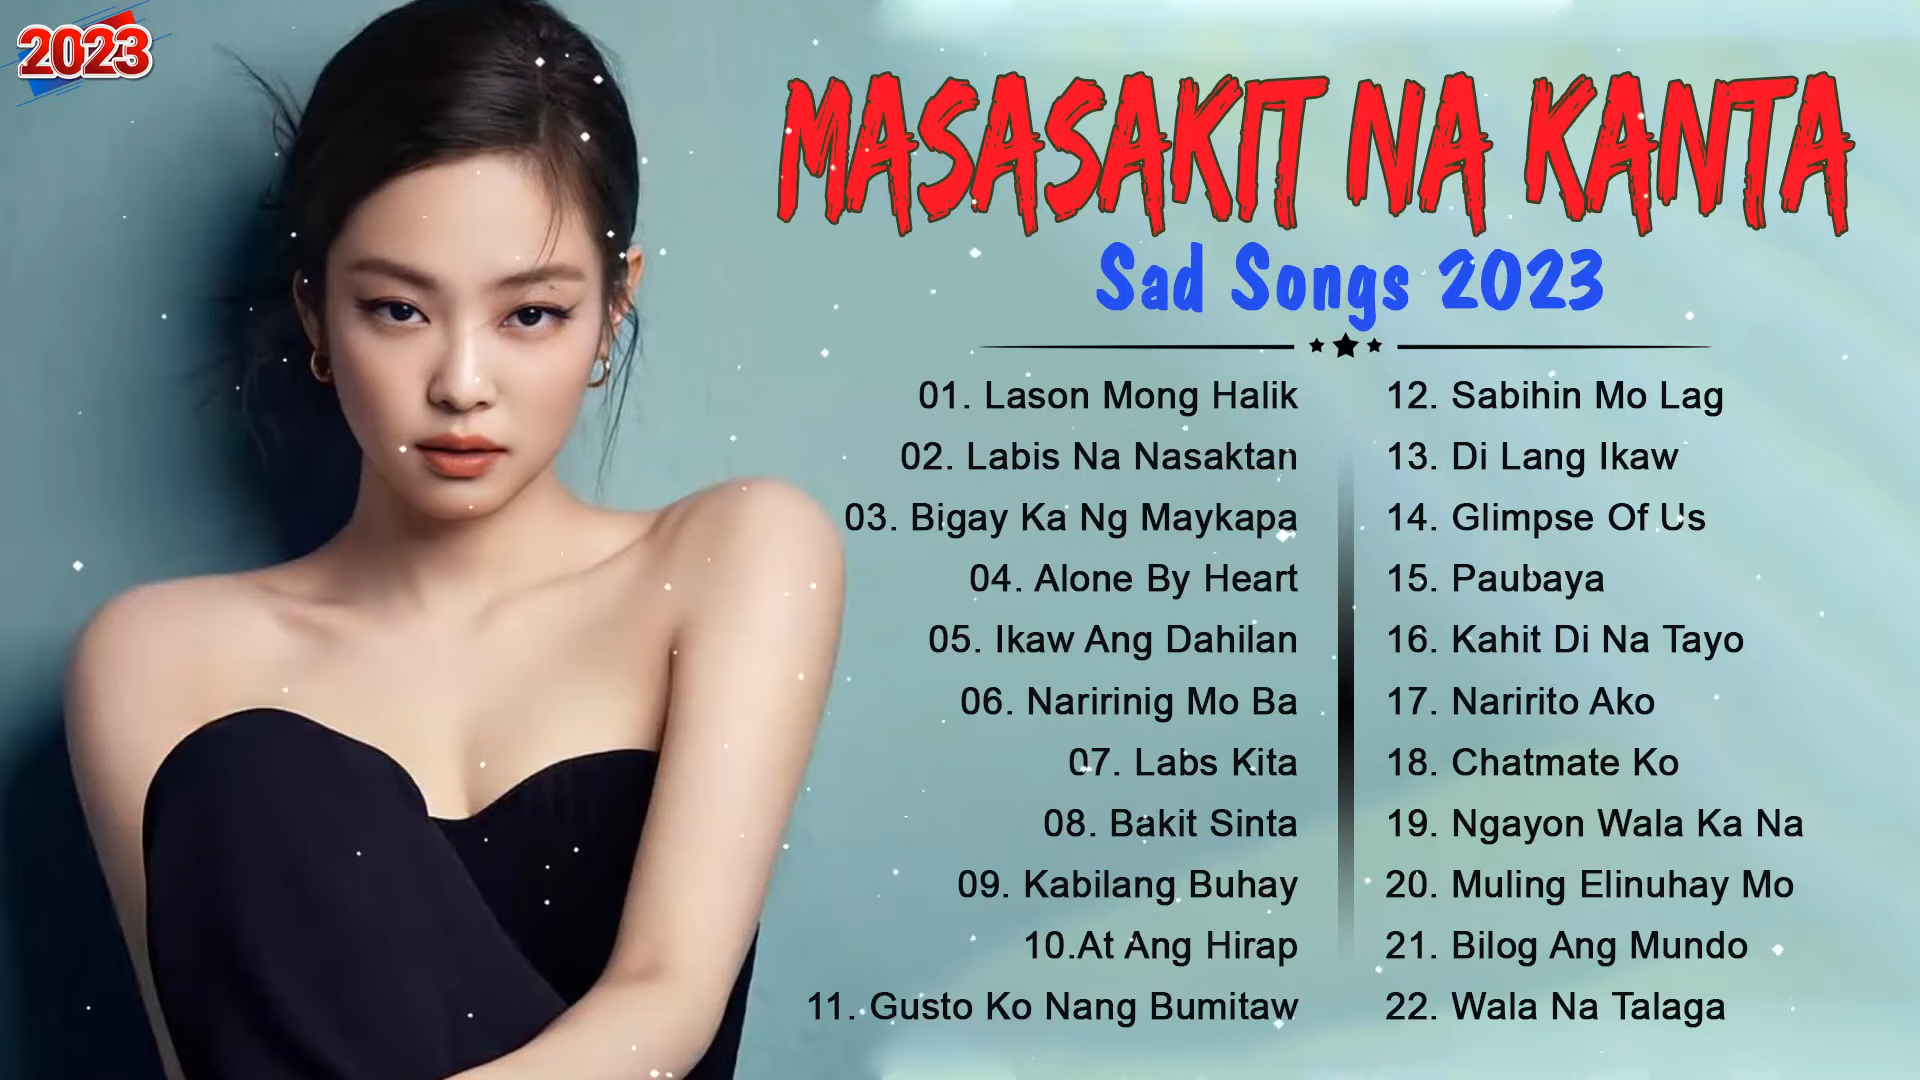 2023
MASASAKIT NA KANTA
Sad Songs 2023
01. Lason Mong Halik
02. Labis Na Nasaktan
03. Bigay Ka Ng Maykapa
04. Alone By Heart
05. Ikaw Ang Dahilan
06. Naririnig Mo Ba
07. Labs Kita
08. Bakit Sinta
09. Kabilang Buhay
10.At Ang Hirap
11. Gusto Ko Nang Bumitaw
12. Sabihin Mo Lag
13. Di Lang Ikaw
14. Glimpse Of Us
15. Paubaya
16. Kahit Di Na Tayo
17. Naririto Ako
18. Chatmate Ko
19. Ngayon Wala Ka Na
20. Muling Elinuhay Mo
21. Bilog Ang Mundo
22. Wala Na Talaga